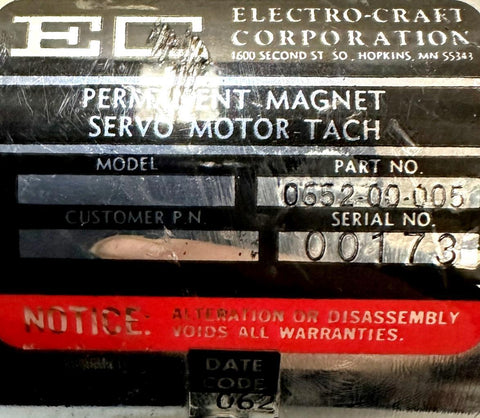 EC
ELECTRO-CRAFT
CORPORATION
1600 SECOND ST. SO., HOPKINS, MN 55343
PERMANENT MAGNET
SERVO MOTOR-TACH
MODEL PART NO.
0652-00-005
CUSTOMER P.N. SERIAL NO.
00173
NOTICE: ALTERATION OR DISASSEMBLY
VOIDS ALL WARRANTIES.
DATE
CODE
062